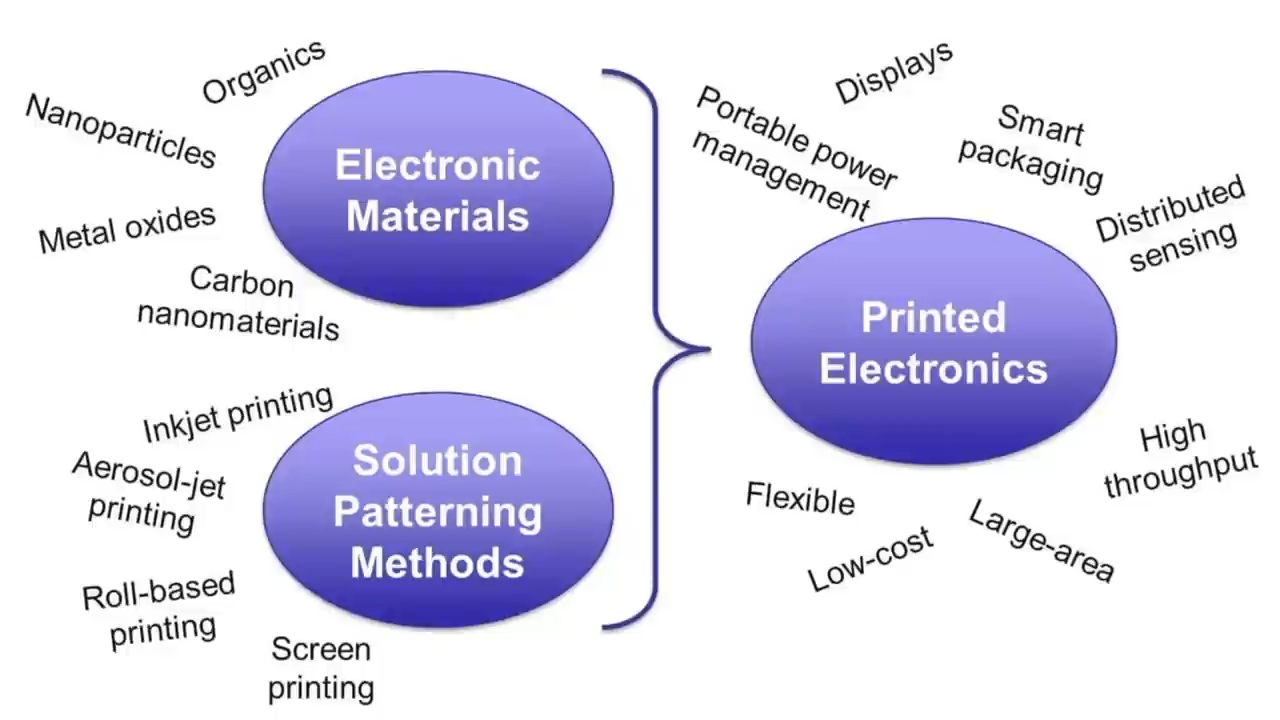 Organics
Nanoparticles
Metal oxides
Carbon
nanomaterials
Electronic
Materials
Inkjet printing
Aerosol-jet
printing
Roll-based
printing
Screen
printing
Solution
Patterning
Methods
Portable power
management
Displays
Smart
packaging
Distributed
sensing
Printed
Electronics
Flexible
Low-cost
Large-area
High
throughput